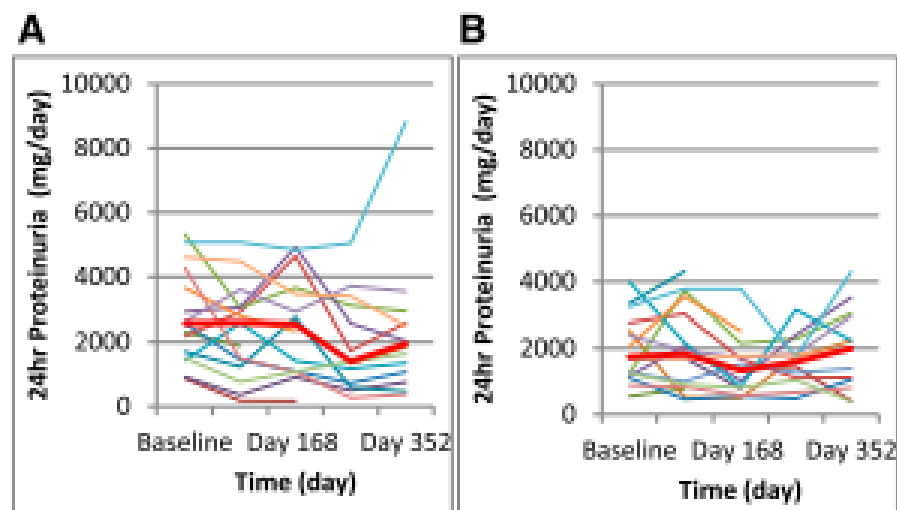 A
10000
8000
6000
4000
2000
0
24hr Proteinuria (mg/day)
Baseline Day 168 Day 352
Time (day)
B
10000
8000
6000
4000
2000
0
24hr Proteinuria (mg/day)
Baseline Day 168 Day 352
Time (day)